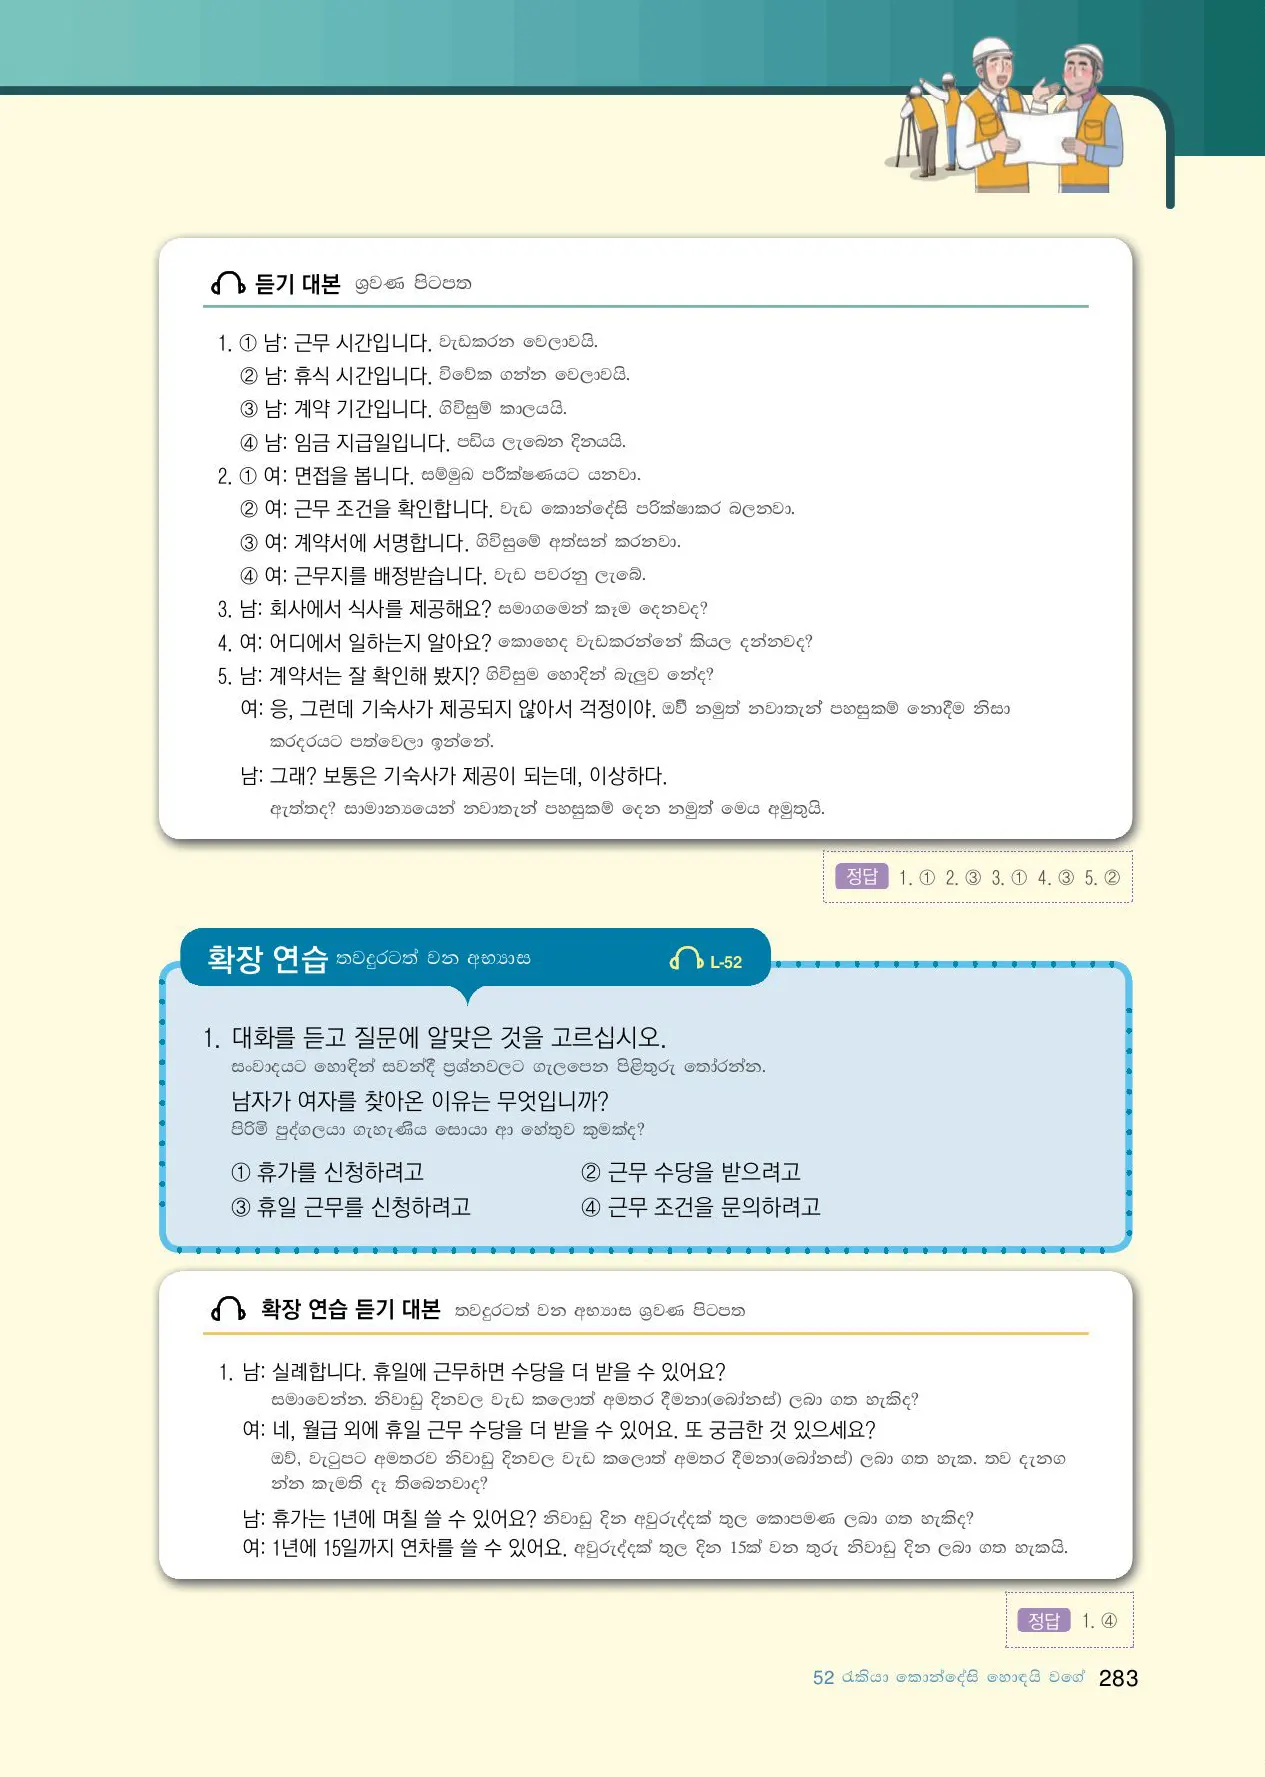 듣기 대본 ශ්‍රවණ පිටපත
1. ① 남: 근무 시간입니다. වැඩකරන වෙලාවයි.
② 남: 휴식 시간입니다. විවේක ගන්න වෙලාවයි.
③ 남: 계약 기간입니다. ගිවිසුම් කාලයයි.
④ 남: 임금 지급일입니다. පඩිය ලැබෙන දිනයයි.
2. ① 여: 면접을 봅니다. සම්මුඛ පරීක්ෂණයට යනවා.
② 여: 근무 조건을 확인합니다. වැඩ කොන්දේසි පරික්ෂාකර බලනවා.
③ 여: 계약서에 서명합니다. ගිවිසුමේ අත්සන් කරනවා.
④ 여: 근무지를 배정받습니다. වැඩ පවරනු ලැබේ.
3. 남: 회사에서 식사를 제공해요? සමාගමෙන් කෑම දෙනවද?
4. 여: 어디에서 일하는지 알아요? කොහෙද වැඩකරන්නේ කියල දන්නවද?
5. 남: 계약서는 잘 확인해 봤지? ගිවිසුම හොදින් බැලුව නේද?
여: 응, 그런데 기숙사가 제공되지 않아서 걱정이야. ඔව් නමුත් නවාතැන් පහසුකම් නොදීම නිසා
කරදරයට පත්වෙලා ඉන්නේ.
남: 그래? 보통은 기숙사가 제공이 되는데, 이상하다.
ඇත්තද? සාමාන්‍යයෙන් නවාතැන් පහසුකම් දෙන නමුත් මෙය අමුතුයි.
정답 1. ① 2. ③ 3. ① 4. ③ 5. ②
확장 연습 තවදුරටත් වන අභ්‍යාස L-52
1. 대화를 듣고 질문에 알맞은 것을 고르십시오.
සංවාදයට හොඳින් සවන්දී ප්‍රශ්නවලට ගැලපෙන පිළිතුරු තෝරන්න.
남자가 여자를 찾아온 이유는 무엇입니까?
පිරිමි පුද්ගලයා ගැහැණිය සොයා ආ හේතුව කුමක්ද?
① 휴가를 신청하려고 ② 근무 수당을 받으려고
③ 휴일 근무를 신청하려고 ④ 근무 조건을 문의하려고
확장 연습 듣기 대본 තවදුරටත් වන අභ්‍යාස ශ්‍රවණ පිටපත
1. 남: 실례합니다. 휴일에 근무하면 수당을 더 받을 수 있어요?
සමාවෙන්න. නිවාඩු දිනවල වැඩ කලොත් අමතර දීමනා(බෝනස්) ලබා ගත හැකිද?
여: 네, 월급 외에 휴일 근무 수당을 더 받을 수 있어요. 또 궁금한 것 있으세요?
ඔව්, වැටුපට අමතරව නිවාඩු දිනවල වැඩ කලොත් අමතර දීමනා(බෝනස්) ලබා ගත හැක. තව දැනග
න්න කැමති දෑ තිබෙනවාද?
남: 휴가는 1년에 며칠 쓸 수 있어요? නිවාඩු දින අවුරුද්දක් තුල කොපමණ ලබා ගත හැකිද?
여: 1년에 15일까지 연차를 쓸 수 있어요. අවුරුද්දක් තුල දින 15ක් වන තුරු නිවාඩු දින ලබා ගත හැකයි.
정답 1. ④
52 රැකියා කොන්දේසි හොඳයි වගේ 283